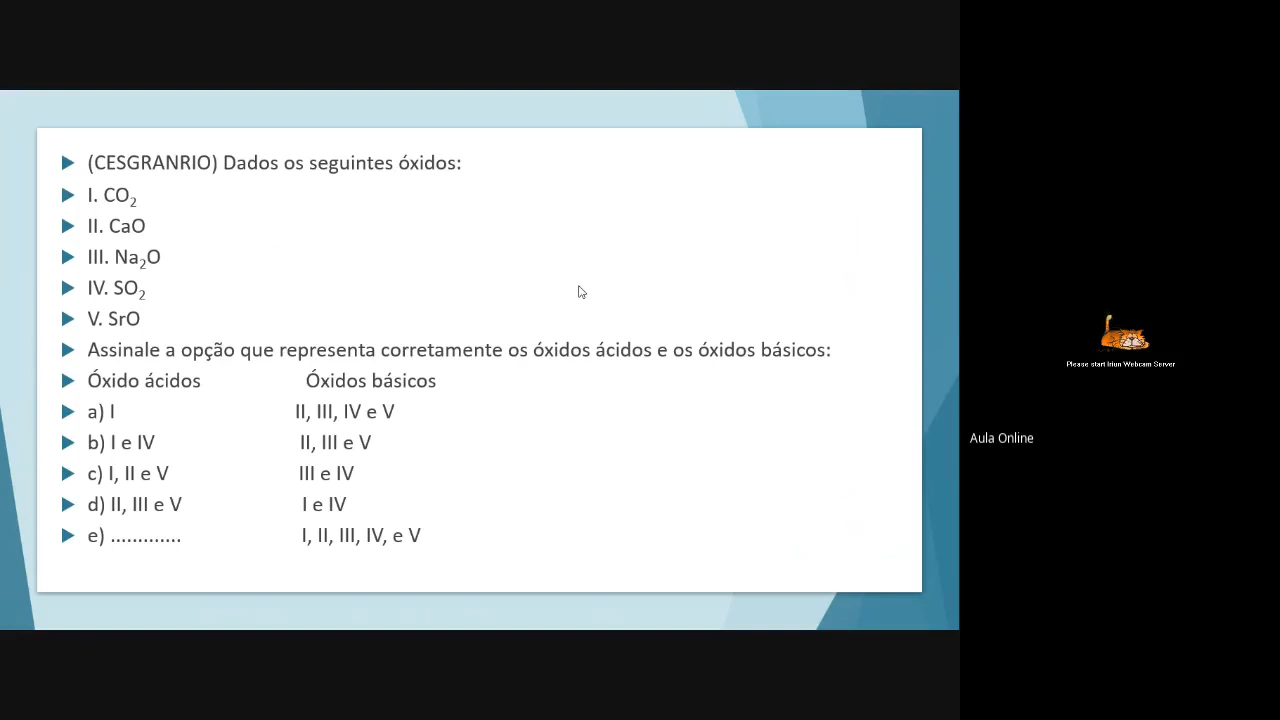 (CESGRANRIO) Dados os seguintes óxidos:
I. CO₂
II. CaO
III. Na₂O
IV. SO₂
V. SrO
Assinale a opção que representa corretamente os óxidos ácidos e os óxidos básicos:
Óxido ácidos Óxidos básicos
a) I II, III, IV e V
b) I e IV II, III e V
c) I, II e V III e IV
d) II, III e V I e IV
e) ............. I, II, III, IV, e V
Please start Iriun Webcam Server
Aula Online